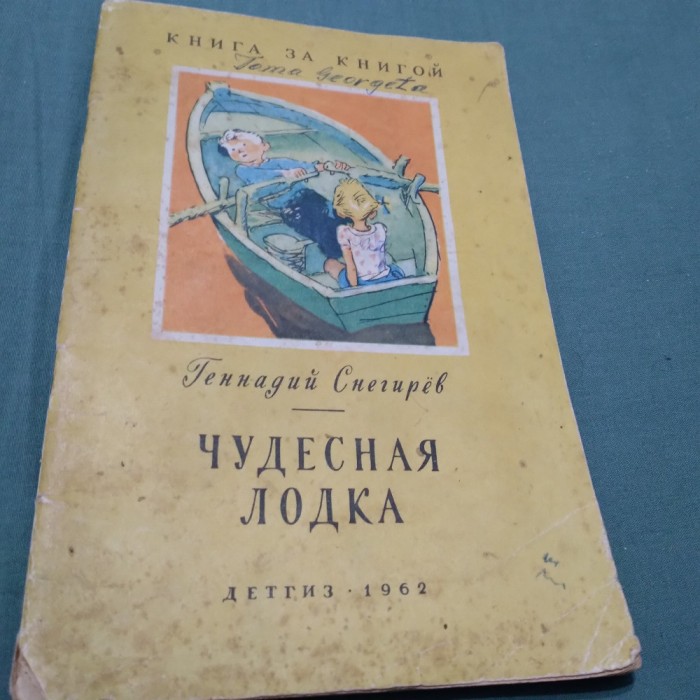 КНИГА ЗА КНИГОЙ
Toma Georgeta
Геннадий Снегирёв
ЧУДЕСНАЯ
ЛОДКА
ДЕТГИЗ · 1962